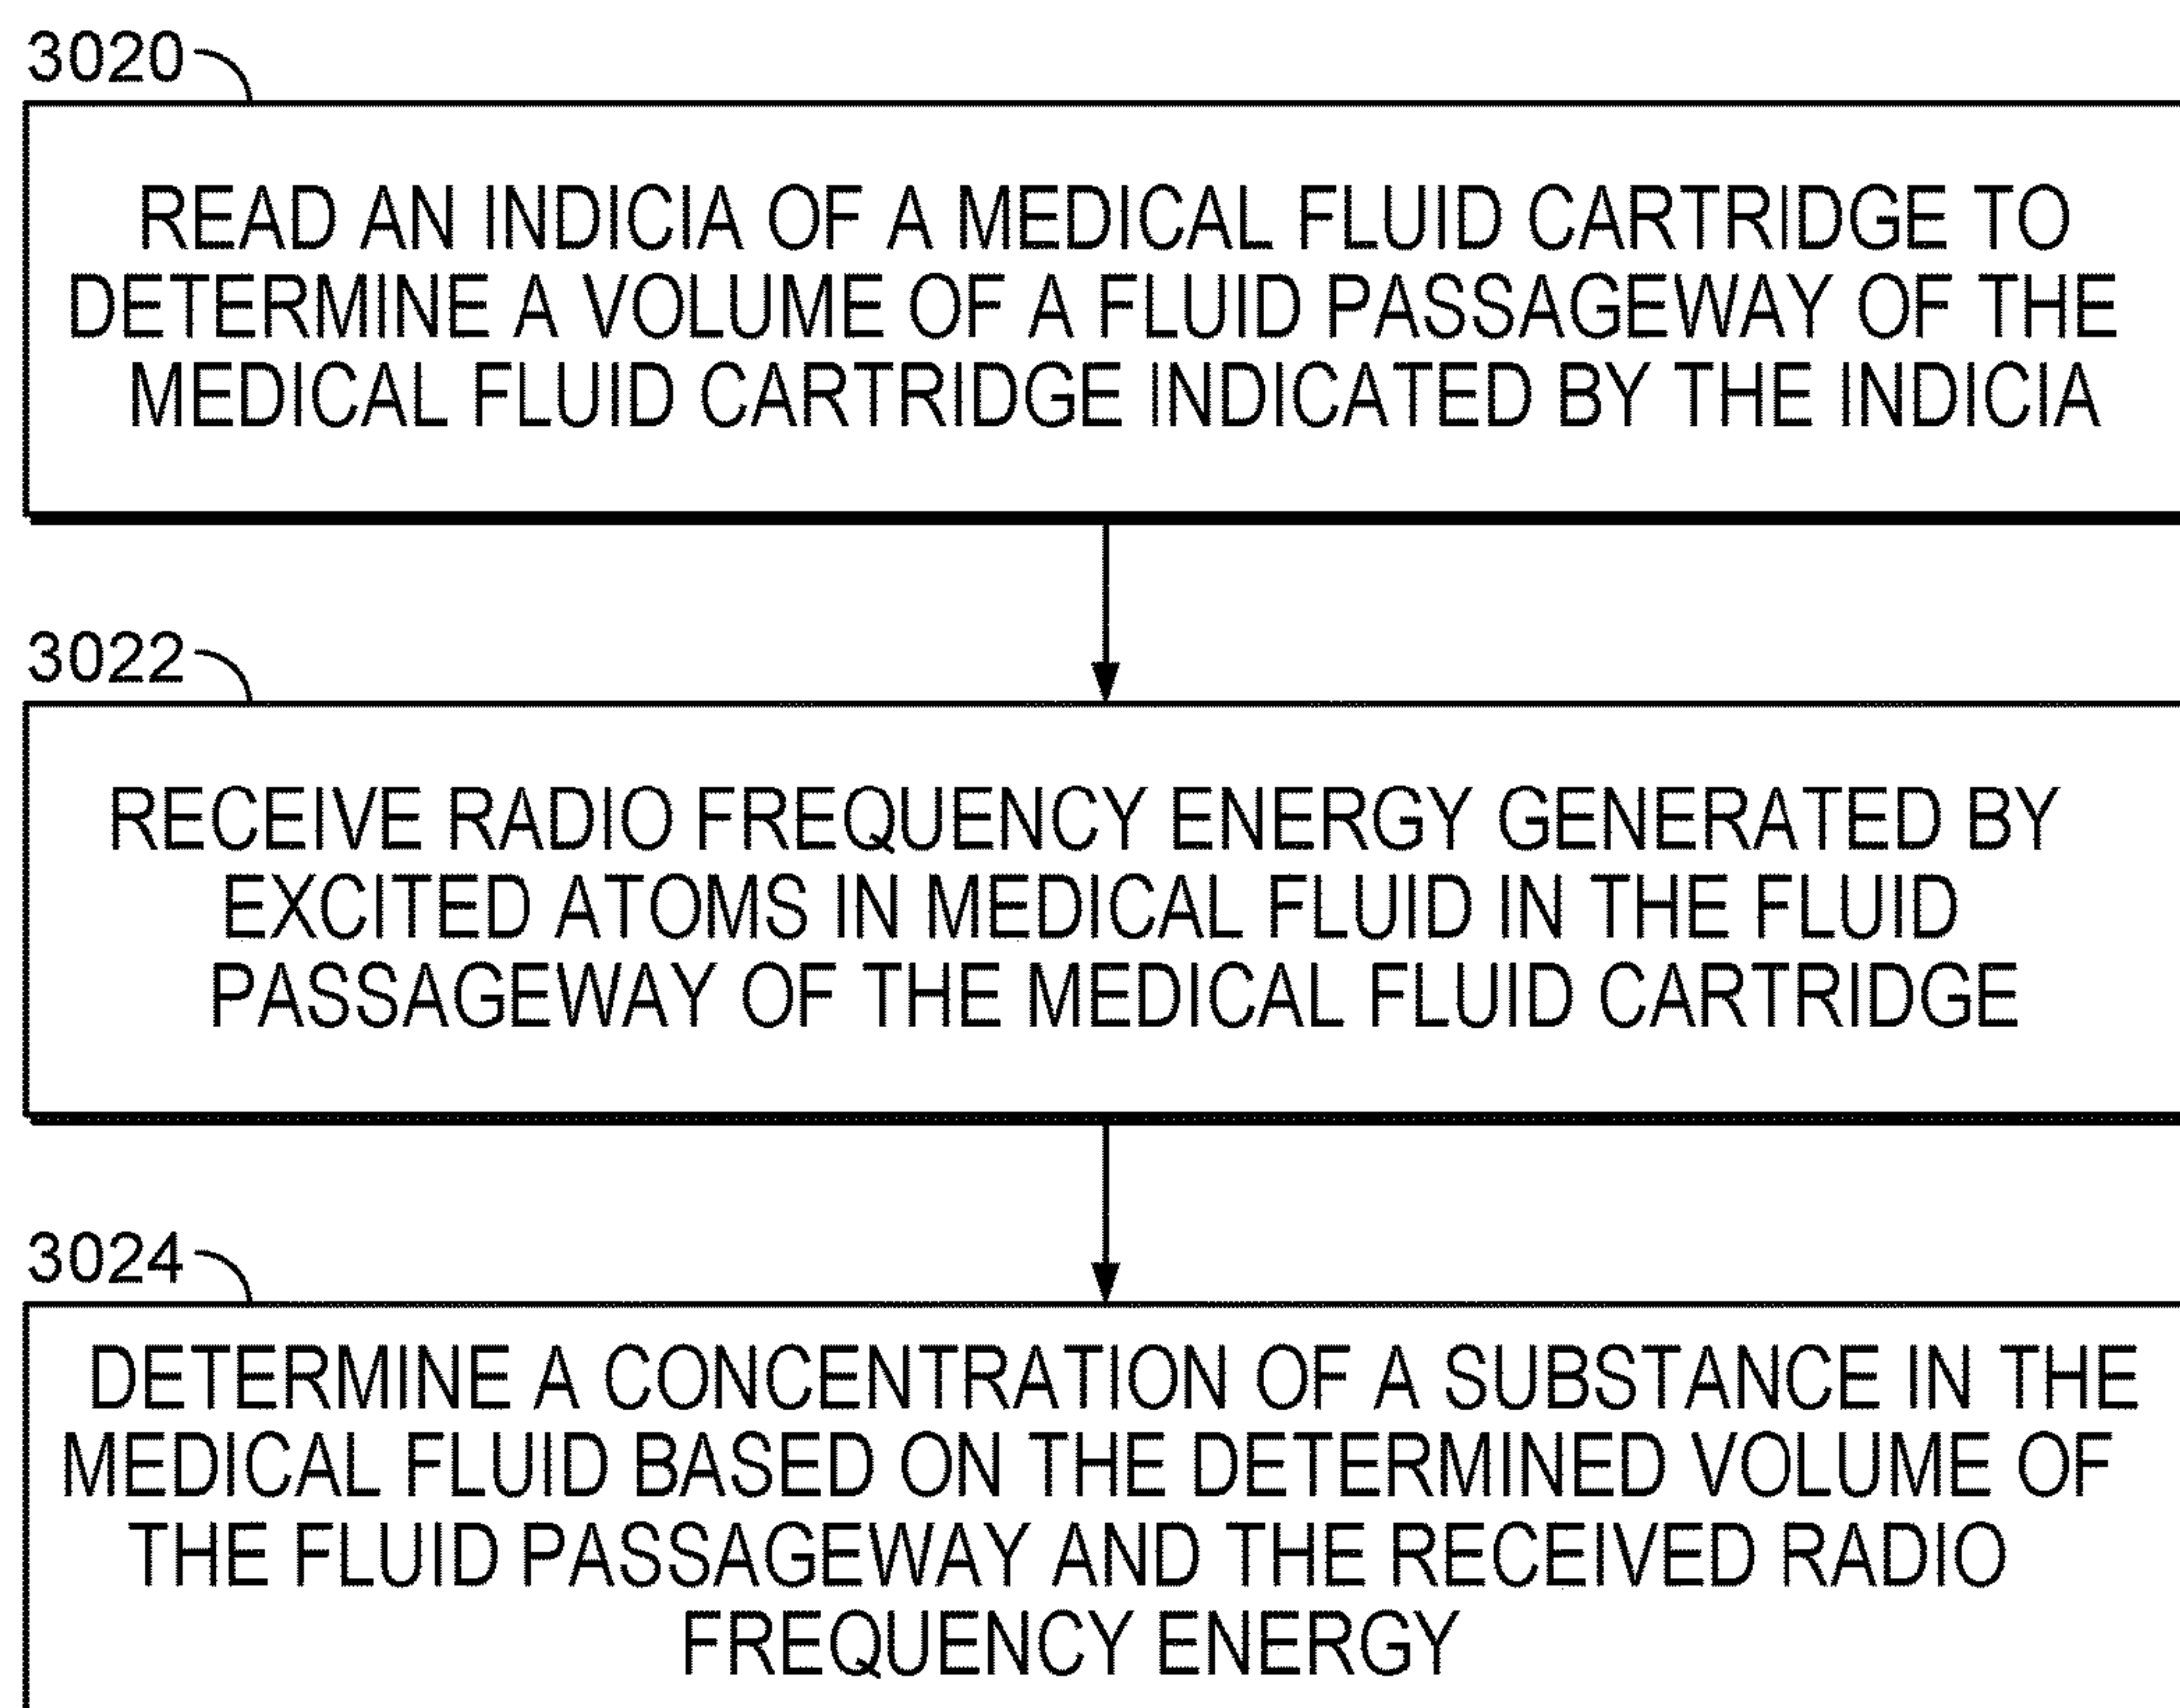 3020
READ AN INDICIA OF A MEDICAL FLUID CARTRIDGE TO
DETERMINE A VOLUME OF A FLUID PASSAGEWAY OF THE
MEDICAL FLUID CARTRIDGE INDICATED BY THE INDICIA
3022
RECEIVE RADIO FREQUENCY ENERGY GENERATED BY
EXCITED ATOMS IN MEDICAL FLUID IN THE FLUID
PASSAGEWAY OF THE MEDICAL FLUID CARTRIDGE
3024
DETERMINE A CONCENTRATION OF A SUBSTANCE IN THE
MEDICAL FLUID BASED ON THE DETERMINED VOLUME OF
THE FLUID PASSAGEWAY AND THE RECEIVED RADIO
FREQUENCY ENERGY